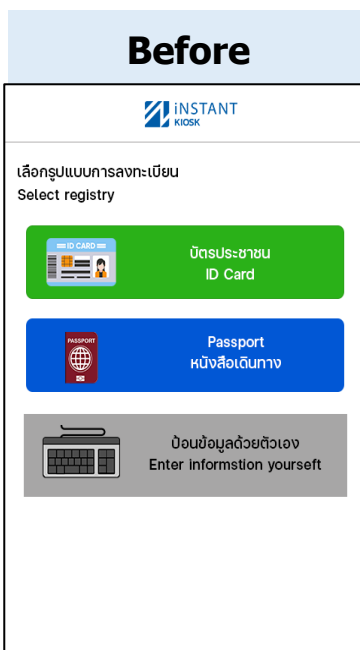 Before
iNSTANT
KIOSK
เลือกรูปแบบการลงทะเบียน
Select registry
ID CARD
บัตรประชาชน
ID Card
PASSPORT
Passport
หนังสือเดินทาง
ป้อนข้อมูลด้วยตัวเอง
Enter informstion yourseft